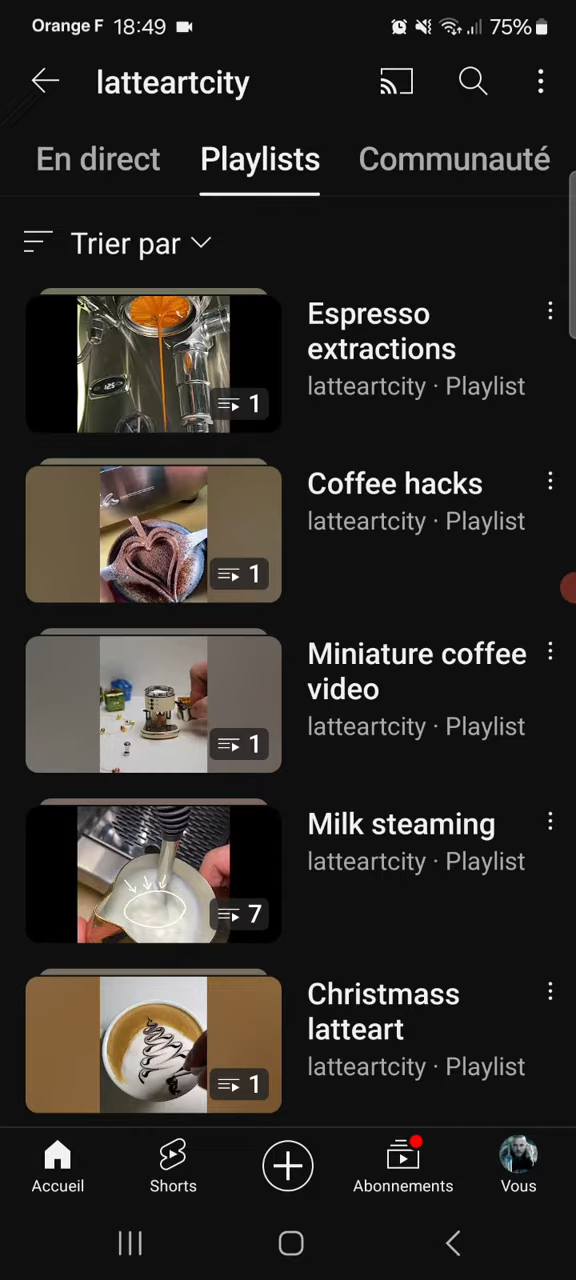 Orange F 18:49 75%
latteartcity
En direct Playlists Communauté
Trier par
Espresso
extractions
latteartcity · Playlist
1
Coffee hacks
latteartcity · Playlist
1
Miniature coffee
video
latteartcity · Playlist
1
Milk steaming
latteartcity · Playlist
7
Christmass
latteart
latteartcity · Playlist
1
Accueil Shorts Abonnements Vous